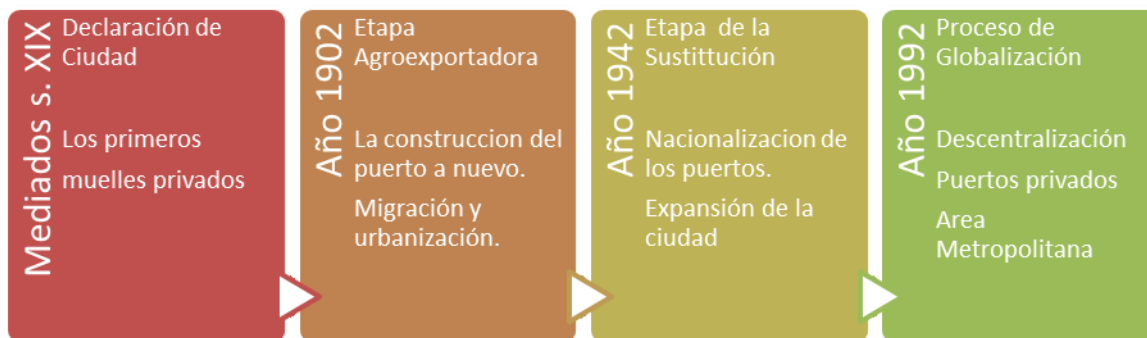 Mediados s. XIX
Declaración de
Ciudad
Los primeros
muelles privados
Año 1902
Etapa
Agroexportadora
La construccion del
puerto a nuevo.
Migración y
urbanización.
Año 1942
Etapa de la
Sustittución
Nacionalizacion de
los puertos.
Expansión de la
ciudad
Año 1992
Proceso de
Globalización
Descentralización
Puertos privados
Area
Metropolitana